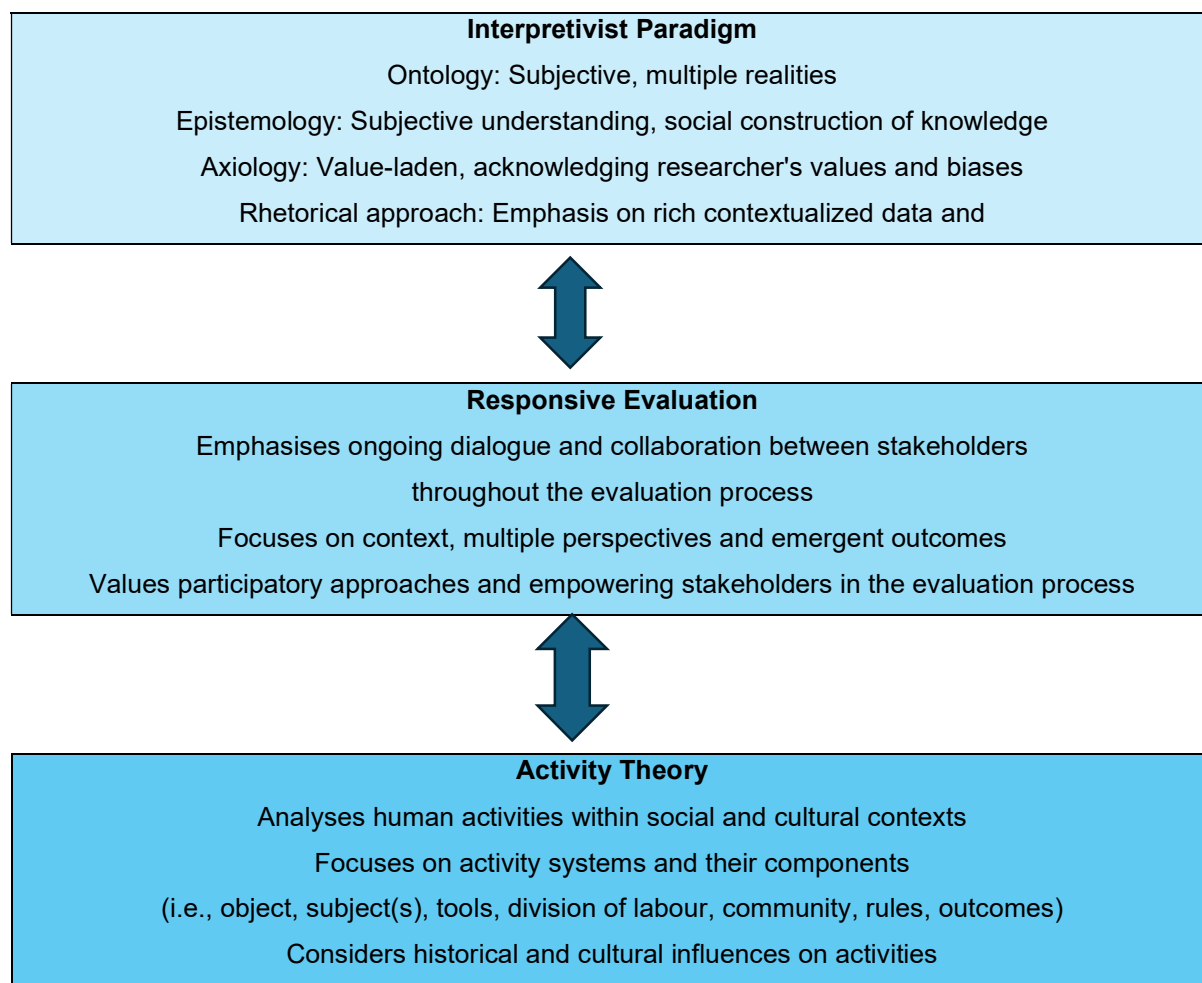 Interpretivist Paradigm
Ontology: Subjective, multiple realities
Epistemology: Subjective understanding, social construction of knowledge
Axiology: Value-laden, acknowledging researcher's values and biases
Rhetorical approach: Emphasis on rich contextualized data and
Responsive Evaluation
Emphasises ongoing dialogue and collaboration between stakeholders
throughout the evaluation process
Focuses on context, multiple perspectives and emergent outcomes
Values participatory approaches and empowering stakeholders in the evaluation process
Activity Theory
Analyses human activities within social and cultural contexts
Focuses on activity systems and their components
(i.e., object, subject(s), tools, division of labour, community, rules, outcomes)
Considers historical and cultural influences on activities